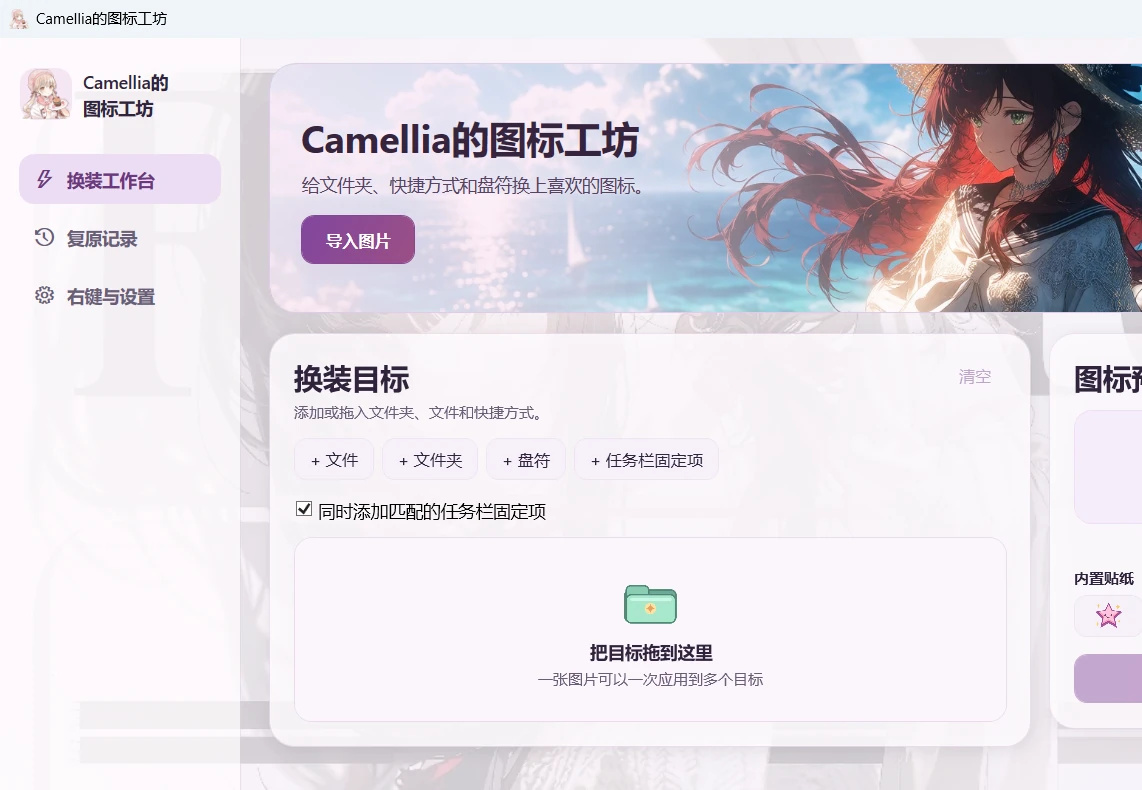 Camellia的图标工坊
Camellia的
图标工坊
换装工作台
复原记录
右键与设置
Camellia的图标工坊
给文件夹、快捷方式和盘符换上喜欢的图标。
导入图片
换装目标
清空
添加或拖入文件夹、文件和快捷方式。
+ 文件
+ 文件夹
+ 盘符
+ 任务栏固定项
同时添加匹配的任务栏固定项
把目标拖到这里
一张图片可以一次应用到多个目标
图标预
内置贴纸